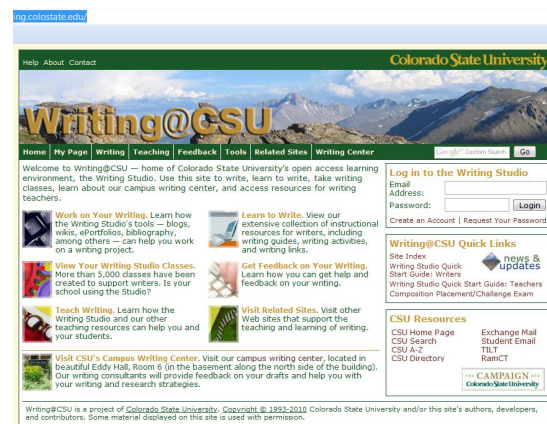 ing.colostate.edu/
Help About Contact
Colorado State University
Writing@CSU
Home My Page Writing Teaching Feedback Tools Related Sites Writing Center
Google™ Custom Search Go
Welcome to Writing@CSU — home of Colorado State University's open access learning
environment, the Writing Studio. Use this site to write, learn to write, take writing
classes, learn about our campus writing center, and access resources for writing
teachers.
Work on Your Writing. Learn how
the Writing Studio's tools — blogs,
wikis, ePortfolios, bibliography,
among others — can help you work
on a writing project.
Learn to Write. View our
extensive collection of instructional
resources for writers, including
writing guides, writing activities,
and writing links.
View Your Writing Studio Classes.
More than 5,000 classes have been
created to support writers. Is your
school using the Studio?
Get Feedback on Your Writing.
Learn how you can get help and
feedback on your writing.
Teach Writing. Learn how the
Writing Studio and our other
teaching resources can help you and
your students.
Visit Related Sites. Visit other
Web sites that support the
teaching and learning of writing.
Visit CSU's Campus Writing Center. Visit our campus writing center, located in
beautiful Eddy Hall, Room 6 (in the basement along the north side of the building).
Our writing consultants will provide feedback on your drafts and help you with
your writing and research strategies.
Log in to the Writing Studio
Email
Address:
Password: Login
Create an Account | Request Your Password
Writing@CSU Quick Links
Site Index
Writing Studio Quick
Start Guide: Writers
news &
updates
Writing Studio Quick Start Guide: Teachers
Composition Placement/Challenge Exam
CSU Resources
CSU Home Page Exchange Mail
CSU Search Student Email
CSU A-Z TILT
CSU Directory RamCT
THE CAMPAIGN FOR
Colorado State University
Writing@CSU is a project of Colorado State University. Copyright © 1993-2010 Colorado State University and/or this site's authors, developers,
and contributors. Some material displayed on this site is used with permission.